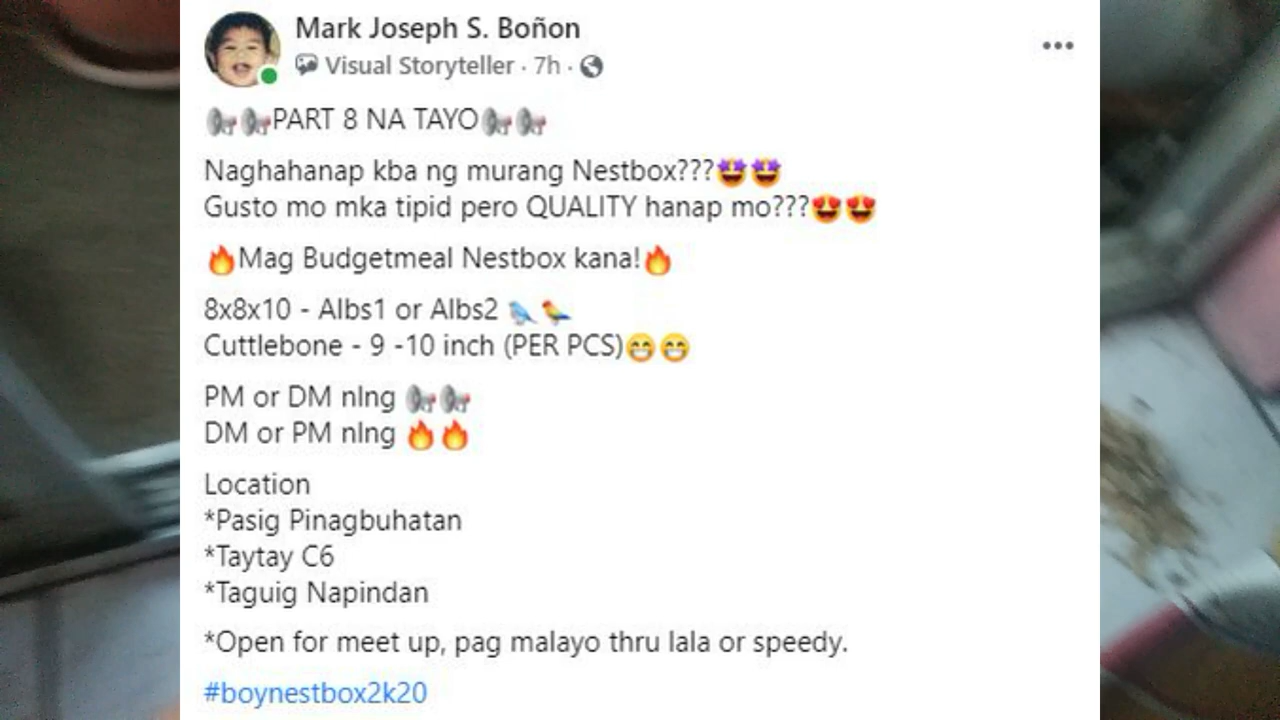 Mark Joseph S. Boñon
Visual Storyteller · 7h ·
PART 8 NA TAYO
Naghahanap kba ng murang Nestbox???🤩🤩
Gusto mo mka tipid pero QUALITY hanap mo???😍😍
🔥Mag Budgetmeal Nestbox kana!🔥
8x8x10 - Albs1 or Albs2
Cuttlebone - 9 -10 inch (PER PCS)😁😁
PM or DM nlng
DM or PM nlng 🔥🔥
Location
*Pasig Pinagbuhatan
*Taytay C6
*Taguig Napindan
*Open for meet up, pag malayo thru lala or speedy.
#boynestbox2k20